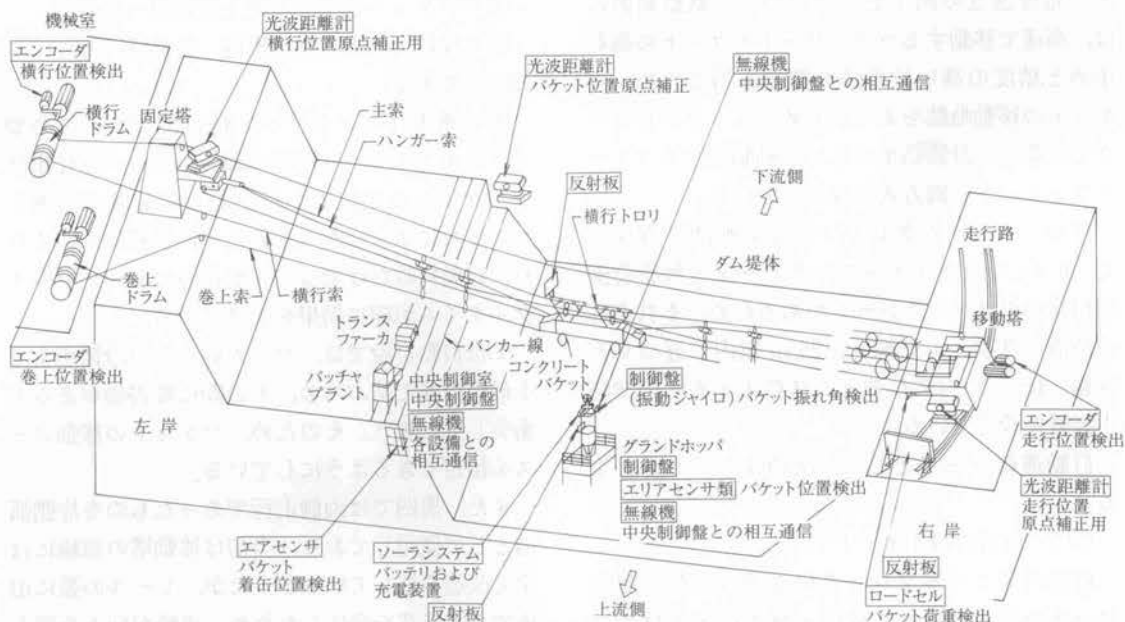 機械室
エンコーダ
横行位置検出
横行
ドラム
固定塔
光波距離計
横行位置原点補正用
主索
ハンガー索
光波距離計
バケット位置原点補正
無線機
中央制御盤との相互通信
反射板
下流側
横行トロリ
走行路
ダム堤体
移動塔
巻上
ドラム
巻上索
横行索
エンコーダ
巻上位置検出
トランス
ファーカ
バンカー線
バッチャ
プラント
中央制御室
中央制御盤
無線機
各設備との
相互通信
コンクリート
バケット
制御盤
(振動ジャイロ)バケット振れ角検出
グランドホッパ
制御盤
エリアセンサ類 バケット位置検出
無線機
中央制御盤との相互通信
エンコーダ
走行位置検出
光波距離計
走行位置
原点補正用
左岸
右岸
エアセンサ
バケット
着缶位置検出
ソーラシステム
バッテリおよび
充電装置
反射板
上流側
反射板
ロードセル
バケット荷重検出